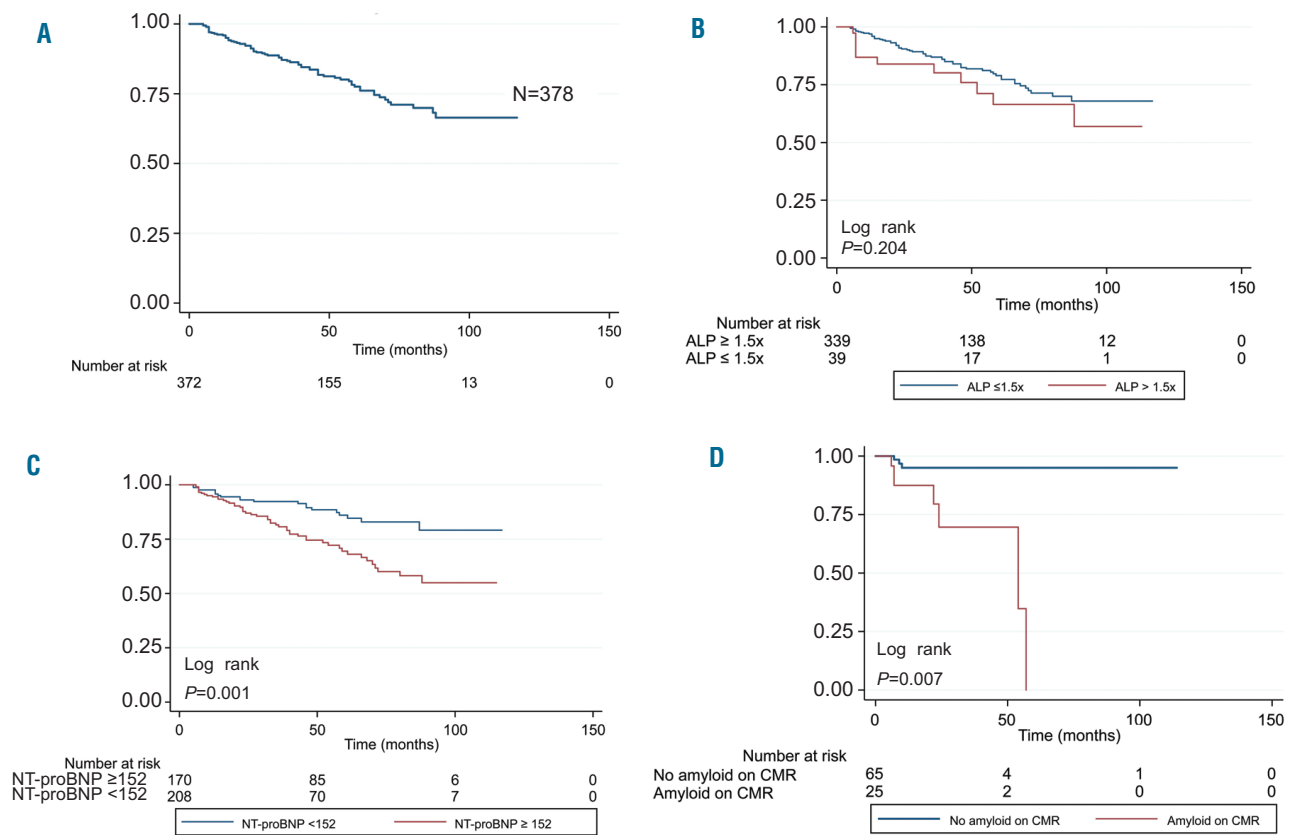 A
1.00
0.75
0.50
0.25
0.00
N=378
0 50 100 150
Time (months)
Number at risk
372 155 13 0
B
1.00
0.75
0.50
0.25
0.00
Log rank
P=0.204
0 50 100 150
Time (months)
Number at risk
ALP ≥ 1.5x 339 138 12 0
ALP ≤ 1.5x 39 17 1 0
ALP ≤1.5x ALP > 1.5x
C
1.00
0.75
0.50
0.25
0.00
Log rank
P=0.001
0 50 100 150
Time (months)
Number at risk
NT-proBNP ≥152 170 85 6 0
NT-proBNP <152 208 70 7 0
NT-proBNP <152 NT-proBNP ≥ 152
D
1.00
0.75
0.50
0.25
0.00
Log rank
P=0.007
0 50 100 150
Time (months)
Number at risk
No amyloid on CMR 65 4 1 0
Amyloid on CMR 25 2 0 0
No amyloid on CMR Amyloid on CMR